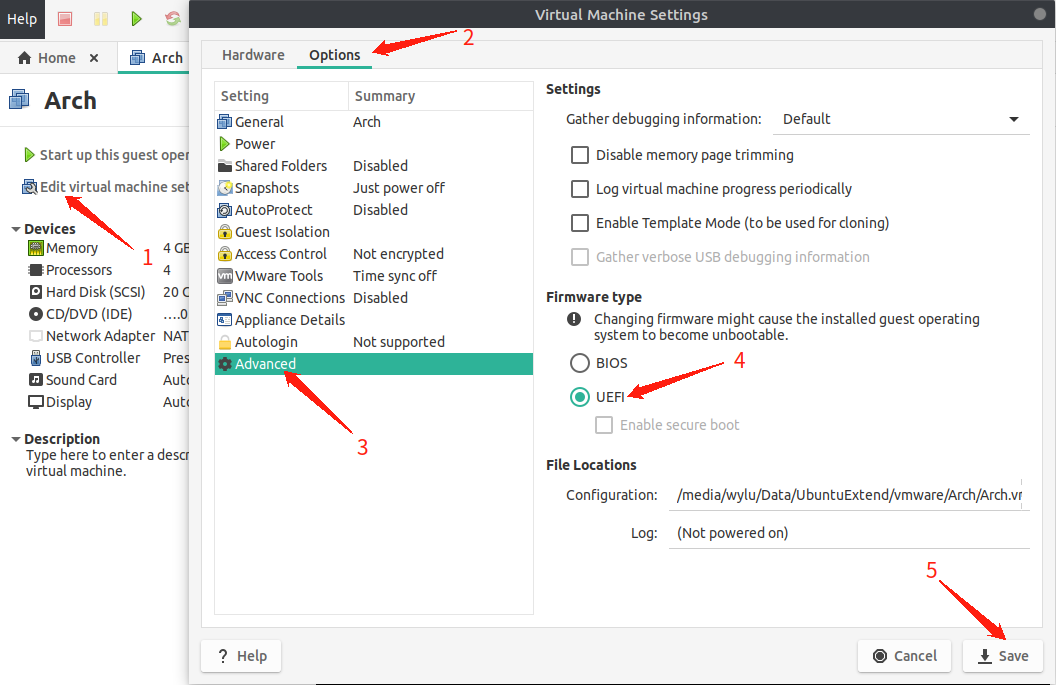 Help
Virtual Machine Settings
Home
Arch
Arch
Start up this guest oper
Edit virtual machine set
1
Devices
Memory 4 GE
Processors 4
Hard Disk (SCSI) 20 G
CD/DVD (IDE) ....0
Network Adapter NAT
USB Controller Pres
Sound Card Auto
Display Auto
Description
Type here to enter a descr
virtual machine.
Hardware
Options
2
Setting Summary
General Arch
Power
Shared Folders Disabled
Snapshots Just power off
AutoProtect Disabled
Guest Isolation
Access Control Not encrypted
vm VMware Tools Time sync off
VNC Connections Disabled
Appliance Details
Autologin Not supported
Advanced
3
Settings
Gather debugging information: Default
Disable memory page trimming
Log virtual machine progress periodically
Enable Template Mode (to be used for cloning)
Gather verbose USB debugging information
Firmware type
Changing firmware might cause the installed guest operating
system to become unbootable.
BIOS
4
UEFI
Enable secure boot
File Locations
Configuration: /media/wylu/Data/UbuntuExtend/vmware/Arch/Arch.vm
Log: (Not powered on)
5
? Help
Cancel
Save